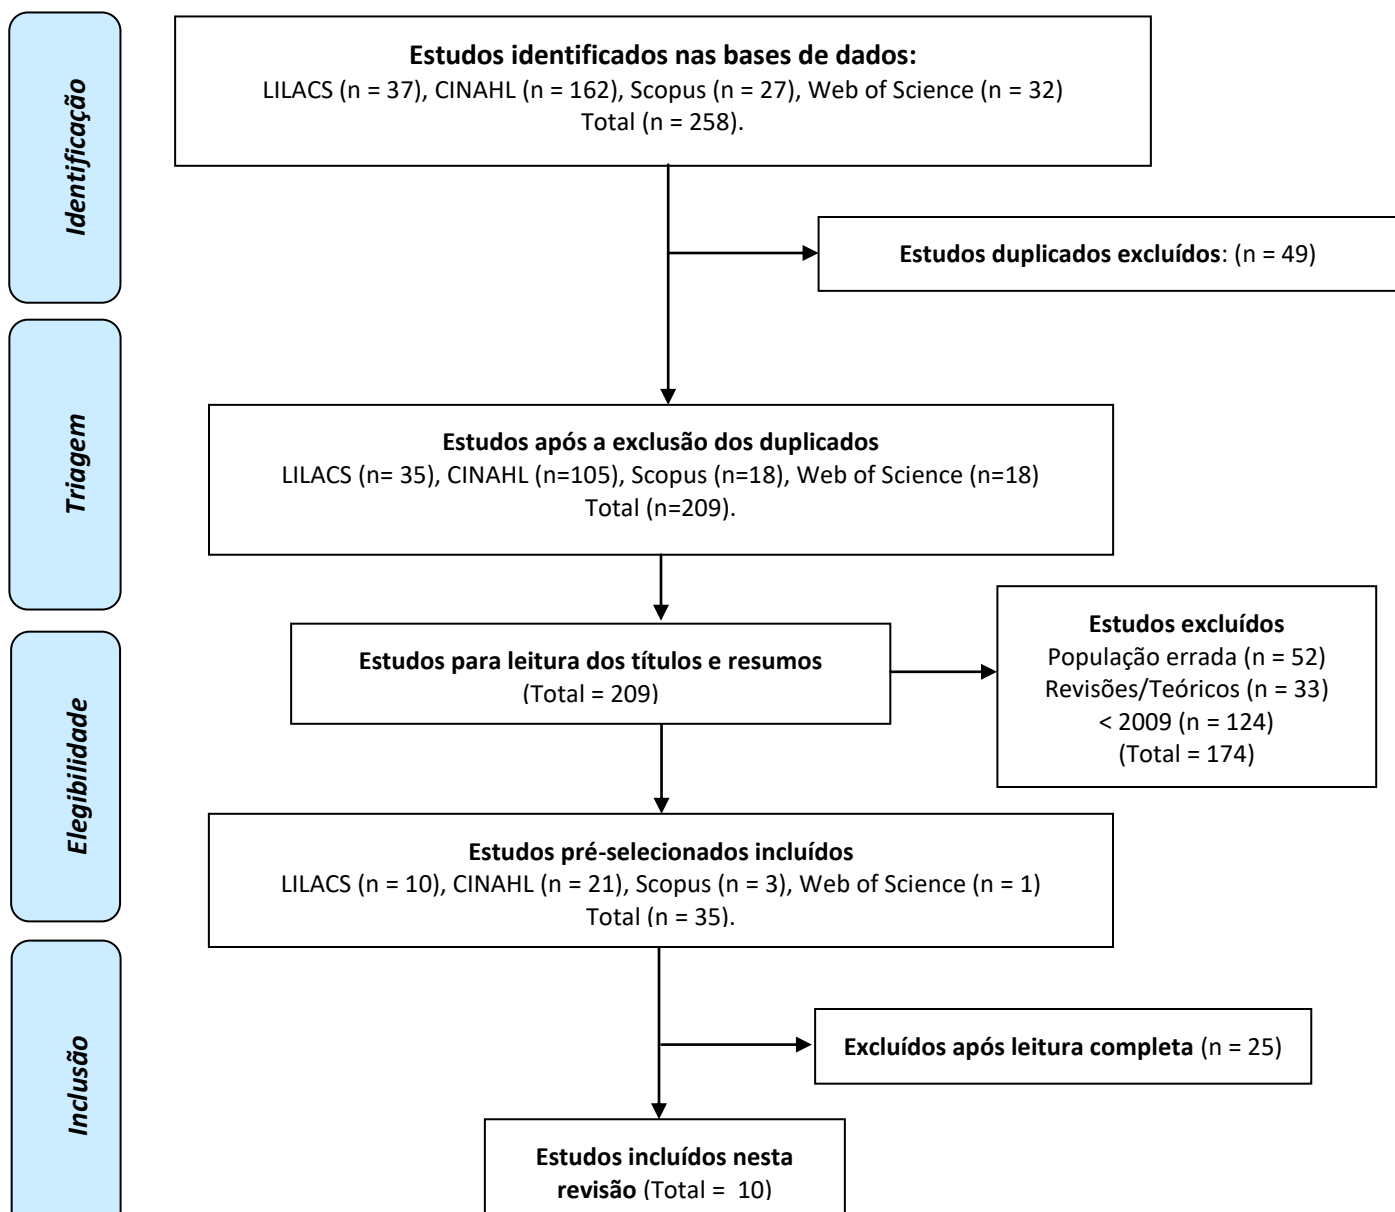 Identificação
Estudos identificados nas bases de dados:
LILACS (n = 37), CINAHL (n = 162), Scopus (n = 27), Web of Science (n = 32)
Total (n = 258).
Estudos duplicados excluídos: (n = 49)
Triagem
Estudos após a exclusão dos duplicados
LILACS (n= 35), CINAHL (n=105), Scopus (n=18), Web of Science (n=18)
Total (n=209).
Elegibilidade
Estudos para leitura dos títulos e resumos
(Total = 209)
Estudos excluídos
População errada (n = 52)
Revisões/Teóricos (n = 33)
< 2009 (n = 124)
(Total = 174)
Estudos pré-selecionados incluídos
LILACS (n = 10), CINAHL (n = 21), Scopus (n = 3), Web of Science (n = 1)
Total (n = 35).
Inclusão
Excluídos após leitura completa (n = 25)
Estudos incluídos nesta
revisão (Total = 10)